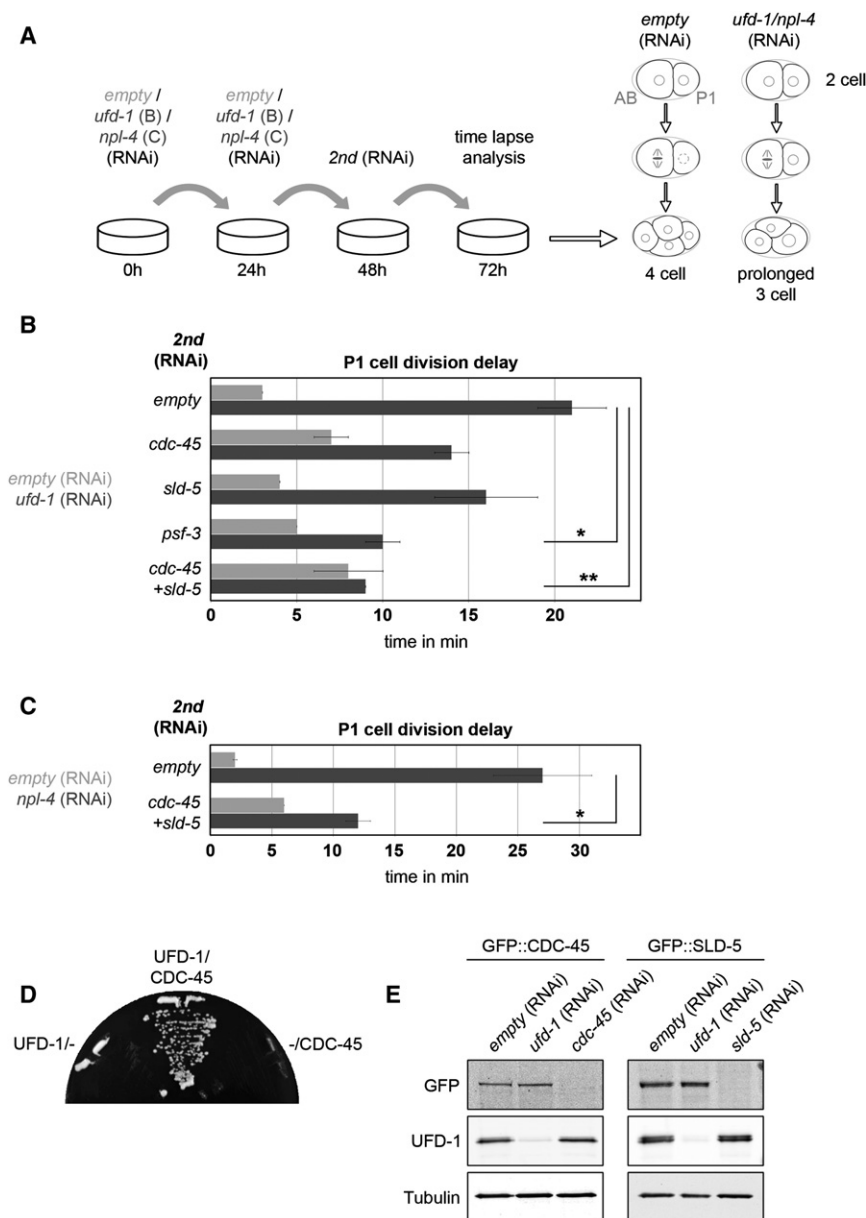 A
empty /
ufd-1 (B) /
npl-4 (C)
(RNAi)
empty /
ufd-1 (B) /
npl-4 (C)
(RNAi)
2nd (RNAi)
time lapse
analysis
0h
24h
48h
72h
empty
(RNAi)
ufd-1/npl-4
(RNAi)
2 cell
AB
P1
4 cell
prolonged
3 cell
B
2nd
(RNAi)
P1 cell division delay
empty
cdc-45
sld-5
psf-3
cdc-45
+sld-5
empty (RNAi)
ufd-1 (RNAi)
*
**
0 5 10 15 20
time in min
C
2nd
(RNAi)
P1 cell division delay
empty
cdc-45
+sld-5
empty (RNAi)
npl-4 (RNAi)
*
0 5 10 15 20 25 30
time in min
D
UFD-1/
CDC-45
UFD-1/-
-/CDC-45
E
GFP::CDC-45
GFP::SLD-5
empty (RNAi)
ufd-1 (RNAi)
cdc-45 (RNAi)
empty (RNAi)
ufd-1 (RNAi)
sld-5 (RNAi)
GFP
UFD-1
Tubulin